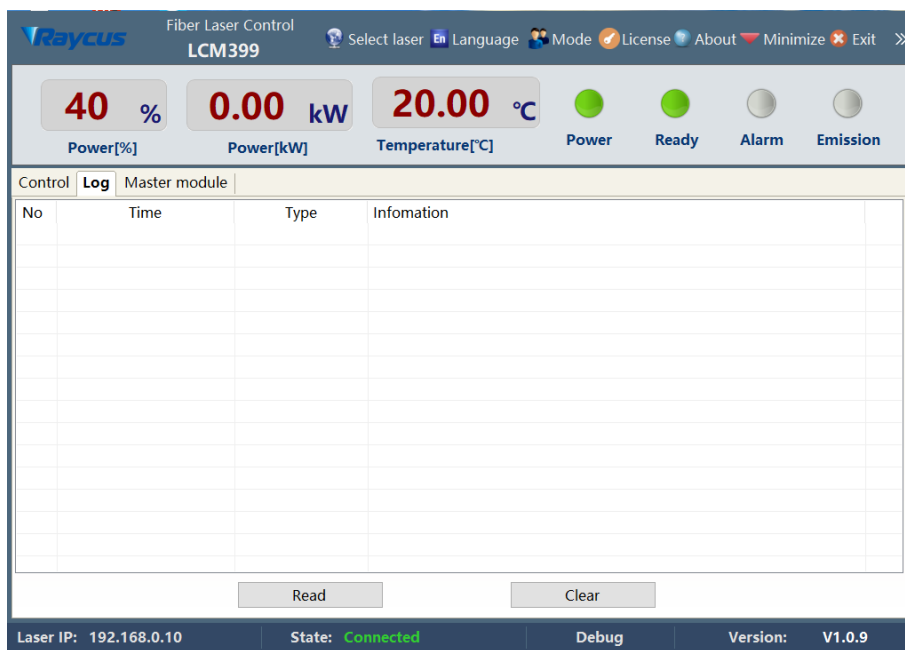 Raycus
Fiber Laser Control
LCM399
Select laser En Language Mode License About Minimize Exit »
40 % 0.00 kW 20.00 ℃
Power[%] Power[kW] Temperature[℃] Power Ready Alarm Emission
Control Log Master module
No Time Type Infomation
Read Clear
Laser IP: 192.168.0.10 State: Connected Debug Version: V1.0.9